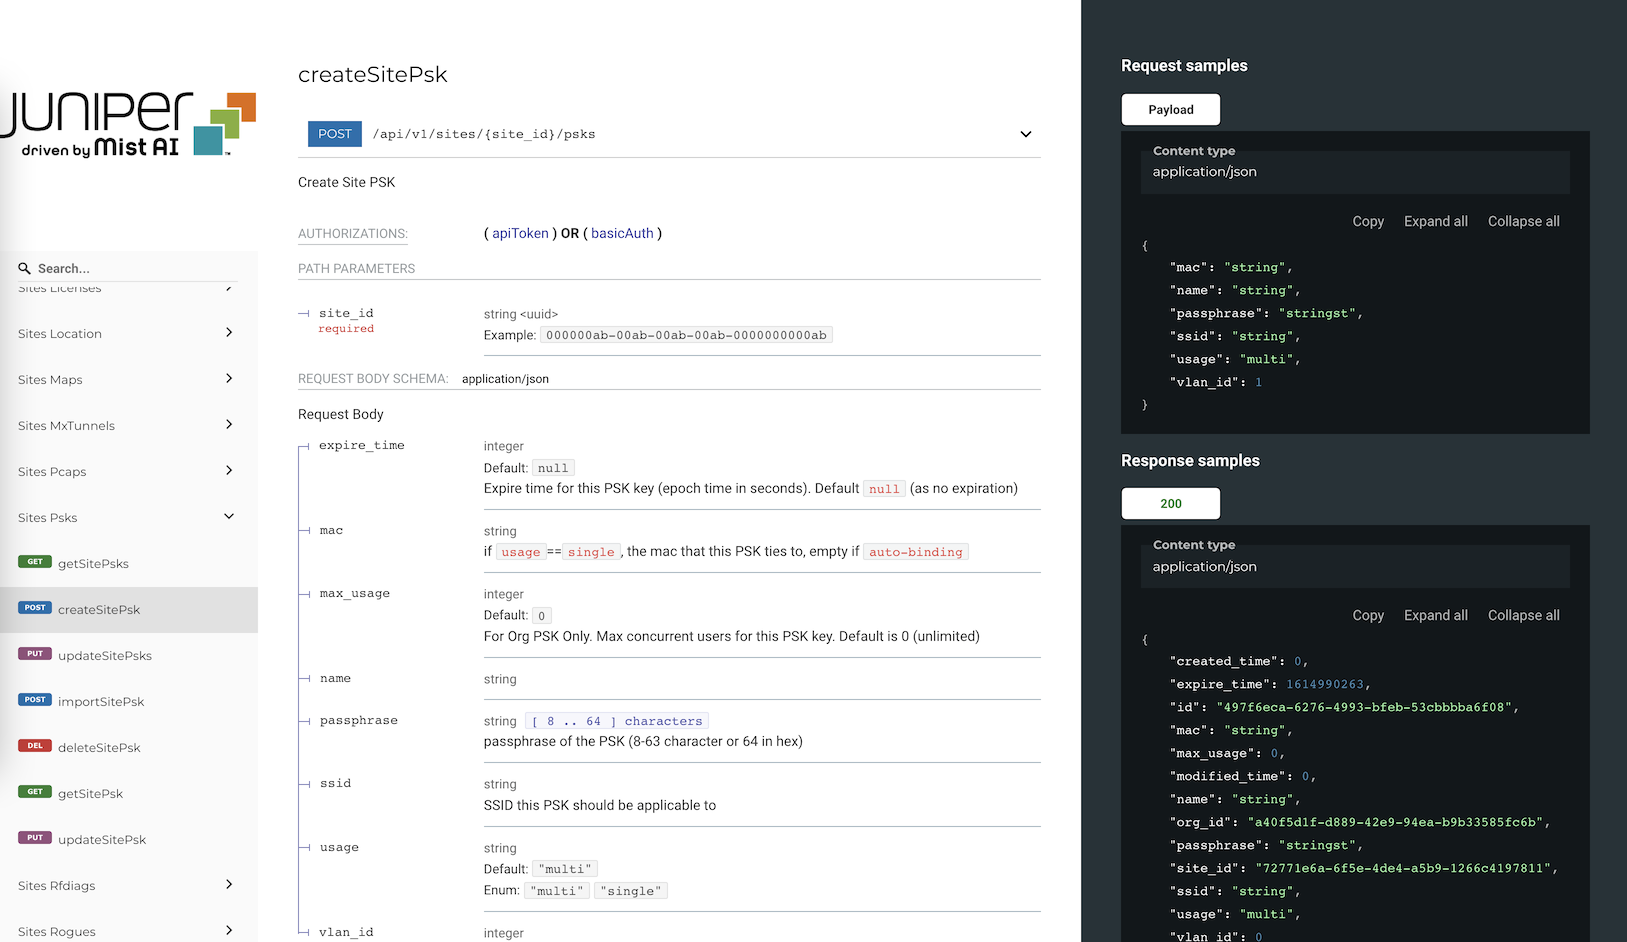 JUNIPer
driven by Mist AI
Search...
Sites Licenses
Sites Location
Sites Maps
Sites MxTunnels
Sites Pcaps
Sites Psks
GET getSitePsks
POST createSitePsk
PUT updateSitePsks
POST importSitePsk
DEL deleteSitePsk
GET getSitePsk
PUT updateSitePsk
Sites Rfdiags
Sites Rogues
createSitePsk
POST /api/v1/sites/{site_id}/psks
Create Site PSK
AUTHORIZATIONS: ( apiToken ) OR ( basicAuth )
PATH PARAMETERS
site_id string <uuid>
required
Example: 000000ab-00ab-00ab-00ab-0000000000ab
REQUEST BODY SCHEMA: application/json
Request Body
expire_time integer
Default: null
Expire time for this PSK key (epoch time in seconds). Default null (as no expiration)
mac string
if usage==single, the mac that this PSK ties to, empty if auto-binding
max_usage integer
Default: 0
For Org PSK Only. Max concurrent users for this PSK key. Default is 0 (unlimited)
name string
passphrase string [ 8 .. 64 ] characters
passphrase of the PSK (8-63 character or 64 in hex)
ssid string
SSID this PSK should be applicable to
usage string
Default: "multi"
Enum: "multi" "single"
vlan_id integer
Request samples
Payload
Content type
application/json
Copy Expand all Collapse all
{
"mac": "string",
"name": "string",
"passphrase": "stringst",
"ssid": "string",
"usage": "multi",
"vlan_id": 1
}
Response samples
200
Content type
application/json
Copy Expand all Collapse all
{
"created_time": 0,
"expire_time": 1614990263,
"id": "497f6eca-6276-4993-bfeb-53cbbbba6f08",
"mac": "string",
"max_usage": 0,
"modified_time": 0,
"name": "string",
"org_id": "a40f5d1f-d889-42e9-94ea-b9b33585fc6b",
"passphrase": "stringst",
"site_id": "72771e6a-6f5e-4de4-a5b9-1266c4197811",
"ssid": "string",
"usage": "multi",
"vlan_id": 0